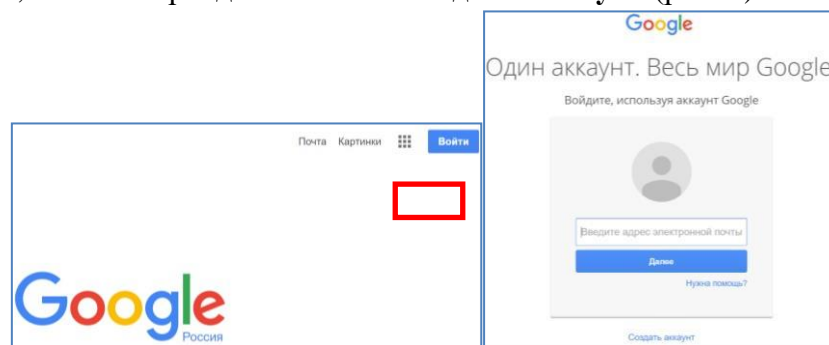 Google
Один аккаунт. Весь мир Google
Войдите, используя аккаунт Google
Почта Картинки Войти
Введите адрес электронной почты
Далее
Нужна помощь?
Google
Россия
Создать аккаунт